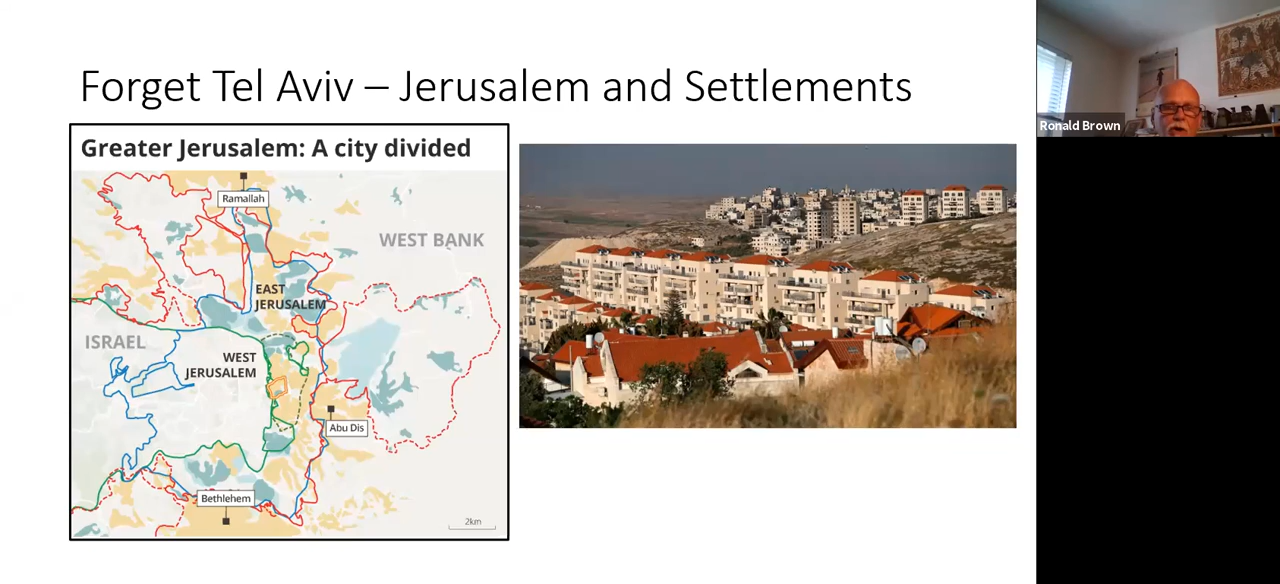 Forget Tel Aviv – Jerusalem and Settlements
Greater Jerusalem: A city divided
Ramallah
WEST BANK
EAST
JERUSALEM
ISRAEL
WEST
JERUSALEM
Abu Dis
Bethlehem
2km
Ronald Brown